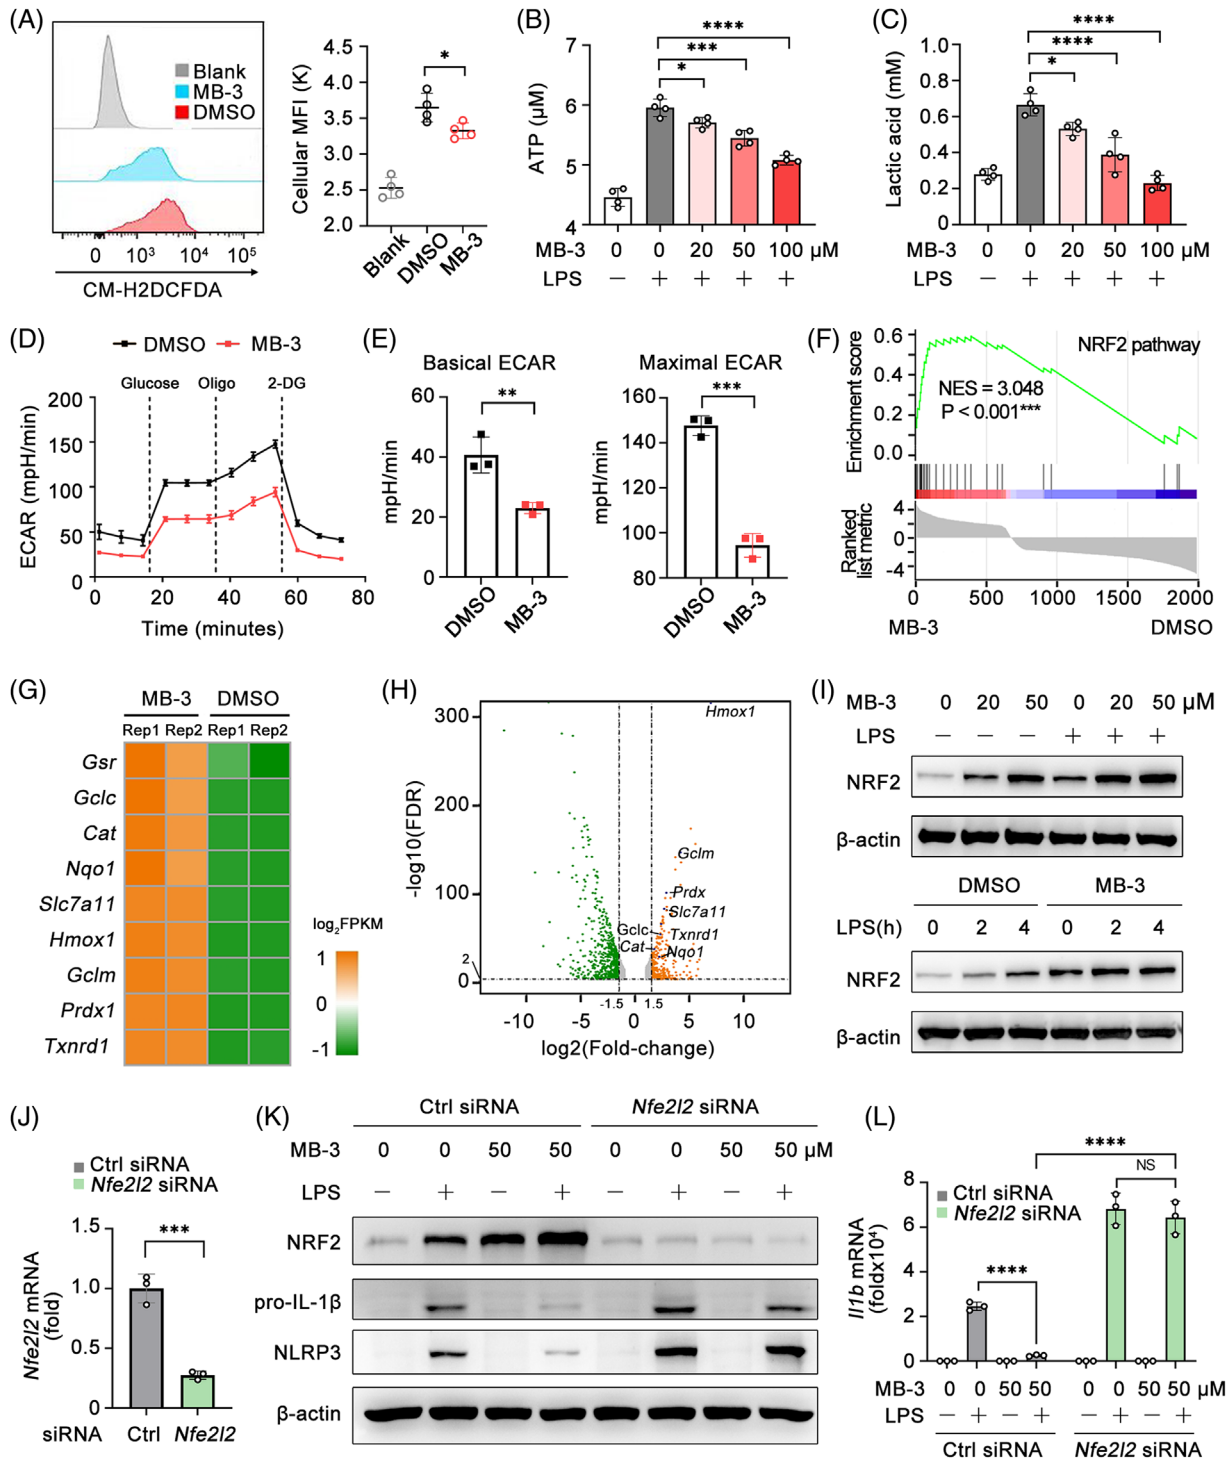 (A)
Blank
MB-3
DMSO
0 10³ 10⁴ 10⁵
CM-H2DCFDA
Cellular MFI (K)
4.5
4.0
3.5
3.0
2.5
2.0
*
Blank DMSO MB-3
(B)
ATP (µM)
7
6
5
4
****
***
*
MB-3 0 0 20 50 100 µM
LPS — + + + +
(C)
Lactic acid (mM)
1.0
0.8
0.6
0.4
0.2
0
****
****
*
MB-3 0 0 20 50 100 µM
LPS — + + + +
(D)
DMSO MB-3
Glucose Oligo 2-DG
ECAR (mpH/min)
200
150
100
50
0
0 20 40 60 80
Time (minutes)
(E)
Basical ECAR
mpH/min
60
40
20
0
**
DMSO MB-3
Maximal ECAR
mpH/min
160
140
120
100
80
***
DMSO MB-3
(F)
NRF2 pathway
NES = 3.048
P < 0.001***
Enrichment score
0.6
0.4
0.2
0.0
Ranked
list metric
4
0
-4
0 500 1000 1500 2000
MB-3 DMSO
(G)
MB-3 DMSO
Rep1 Rep2 Rep1 Rep2
Gsr
Gclc
Cat
Nqo1
Slc7a11
Hmox1
Gclm
Prdx1
Txnrd1
log₂FPKM
1
0
-1
(H)
-log10(FDR)
300
200
100
2
0
Hmox1
Gclm
Prdx
Slc7a11
Gclc Txnrd1
Cat Nqo1
-1.5 1.5
-10 -5 0 5 10
log2(Fold-change)
(I)
MB-3 0 20 50 0 20 50 µM
LPS — — — + + +
NRF2
β-actin
DMSO MB-3
LPS(h) 0 2 4 0 2 4
NRF2
β-actin
(J)
Ctrl siRNA
Nfe2l2 siRNA
Nfe2l2 mRNA
(fold)
1.5
1.0
0.5
0
***
siRNA Ctrl Nfe2l2
(K)
Ctrl siRNA Nfe2l2 siRNA
MB-3 0 0 50 50 0 0 50 50 µM
LPS — + — + — + — +
NRF2
pro-IL-1β
NLRP3
β-actin
(L)
****
NS
Ctrl siRNA
Nfe2l2 siRNA
****
Il1b mRNA
(foldx10⁴)
8
6
4
2
0
MB-3 0 0 50 50 0 0 50 50 µM
LPS — + — + — + — +
Ctrl siRNA Nfe2l2 siRNA